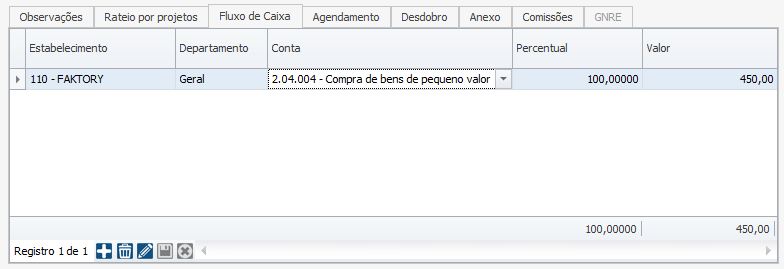 Observações Rateio por projetos Fluxo de Caixa Agendamento Desdobro Anexo Comissões GNRE
Estabelecimento Departamento Conta Percentual Valor
110 - FAKTORY Geral 2.04.004 - Compra de bens de pequeno valor 100,00000 450,00
100,00000 450,00
Registro 1 de 1